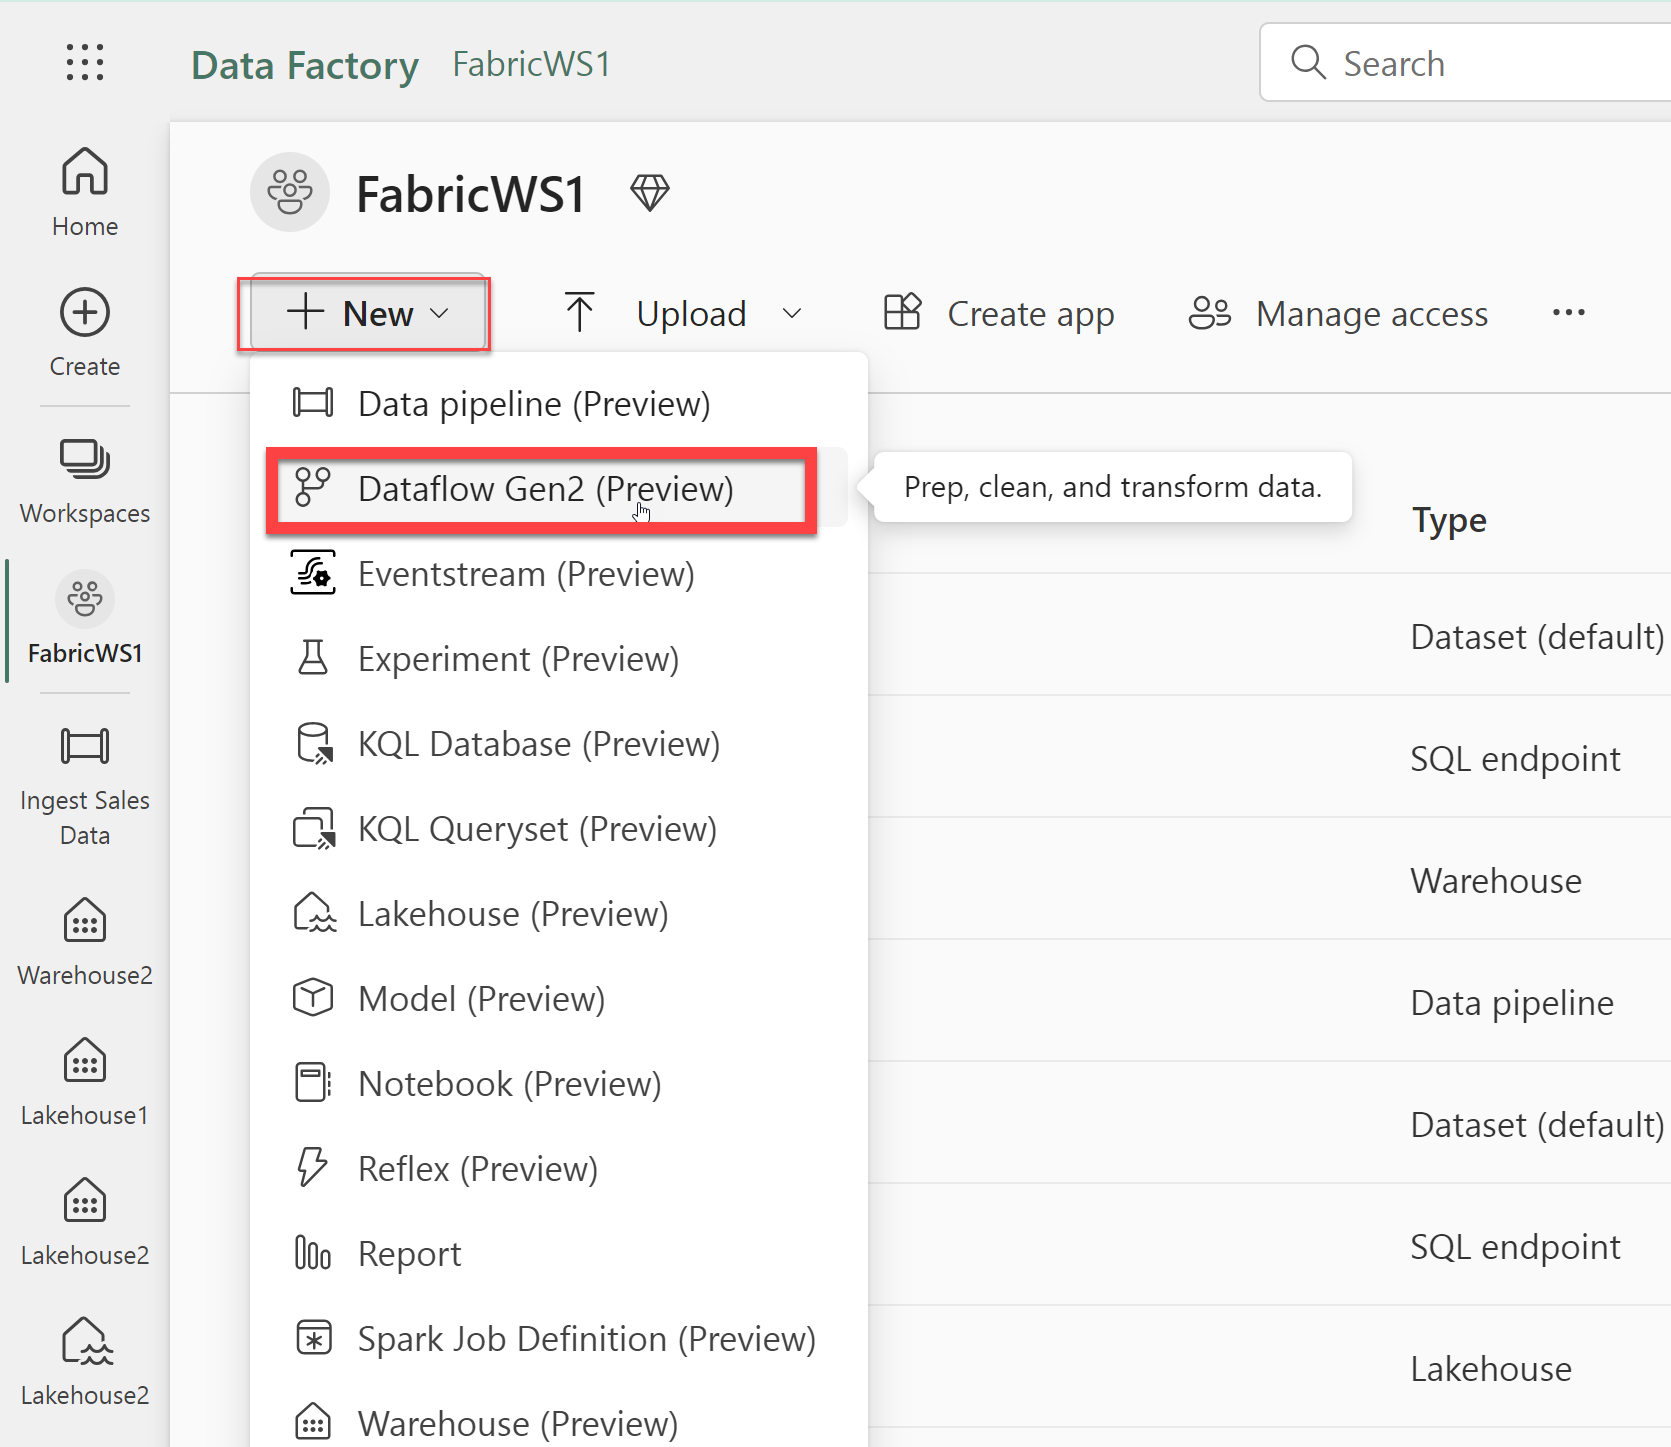 Data Factory FabricWS1
Search
Home
Create
Workspaces
FabricWS1
Ingest Sales
Data
Warehouse2
Lakehouse1
Lakehouse2
Lakehouse2
FabricWS1
New
Upload
Create app
Manage access
Data pipeline (Preview)
Dataflow Gen2 (Preview)
Eventstream (Preview)
Experiment (Preview)
KQL Database (Preview)
KQL Queryset (Preview)
Lakehouse (Preview)
Model (Preview)
Notebook (Preview)
Reflex (Preview)
Report
Spark Job Definition (Preview)
Warehouse (Preview)
Prep, clean, and transform data.
Type
Dataset (default)
SQL endpoint
Warehouse
Data pipeline
Dataset (default)
SQL endpoint
Lakehouse